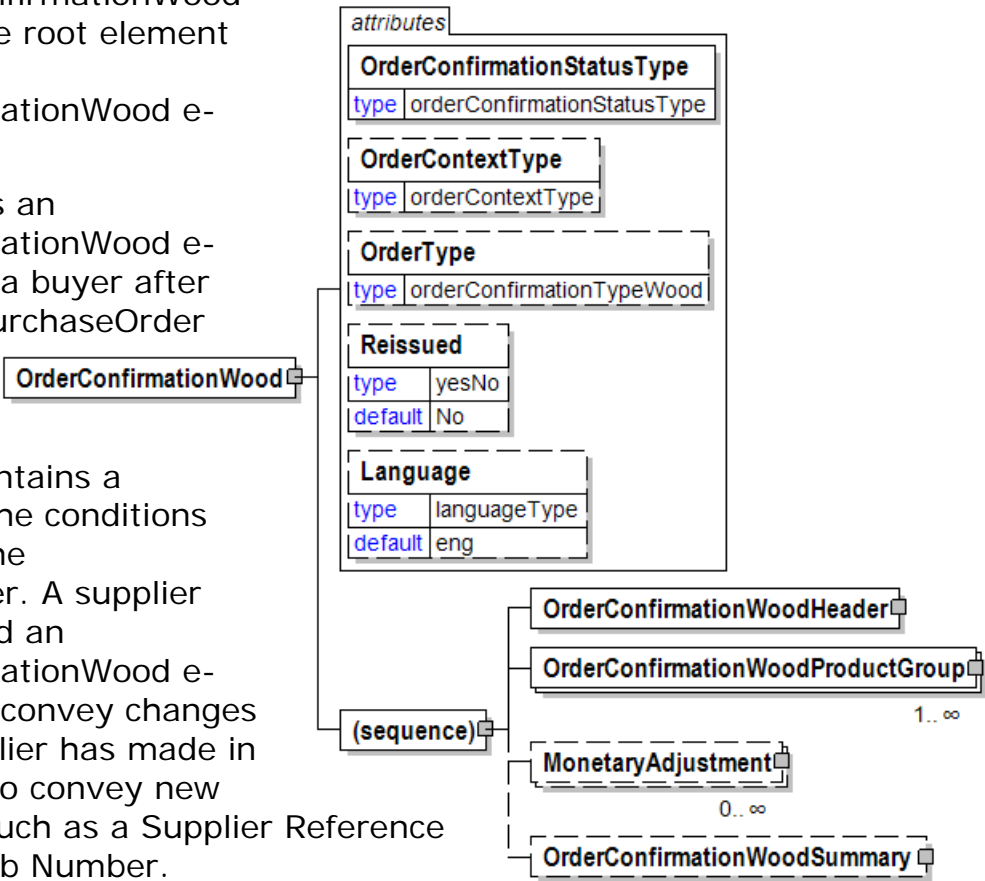 nfirmationWood
e root element
ationWood e-
s an
ationWood e-
a buyer after
urchaseOrder
ntains a
he conditions
ne
er. A supplier
d an
ationWood e-
convey changes
lier has made in
o convey new
uch as a Supplier Reference
b Number.
OrderConfirmationWood
attributes
OrderConfirmationStatusType
type orderConfirmationStatusType
OrderContextType
type orderContextType
OrderType
type orderConfirmationTypeWood
Reissued
type yesNo
default No
Language
type languageType
default eng
(sequence)
OrderConfirmationWoodHeader
OrderConfirmationWoodProductGroup
1.. ∞
MonetaryAdjustment
0.. ∞
OrderConfirmationWoodSummary